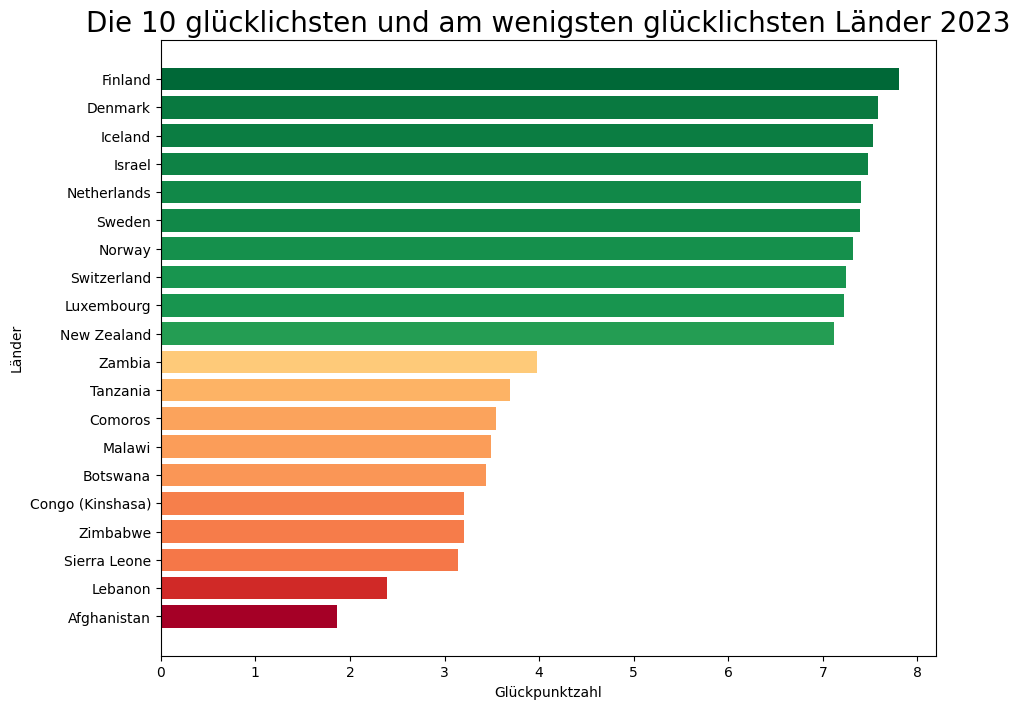 Die 10 glücklichsten und am wenigsten glücklichsten Länder 2023
Länder
Finland
Denmark
Iceland
Israel
Netherlands
Sweden
Norway
Switzerland
Luxembourg
New Zealand
Zambia
Tanzania
Comoros
Malawi
Botswana
Congo (Kinshasa)
Zimbabwe
Sierra Leone
Lebanon
Afghanistan
0 1 2 3 4 5 6 7 8
Glückpunktzahl